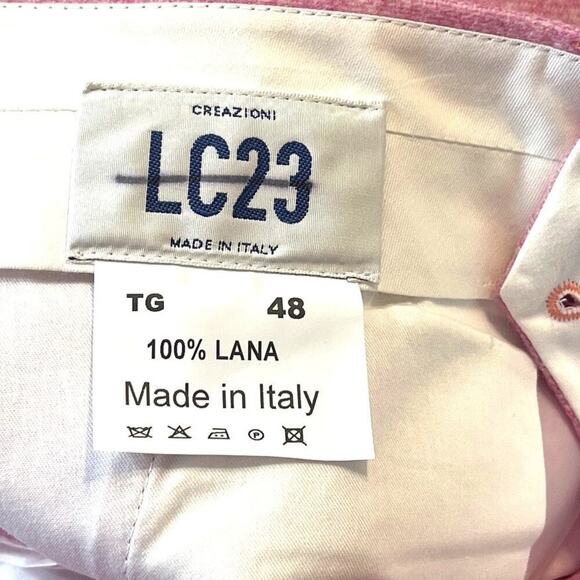 CREAZIONI
LC23
MADE IN ITALY
TG 48
100% LANA
Made in Italy